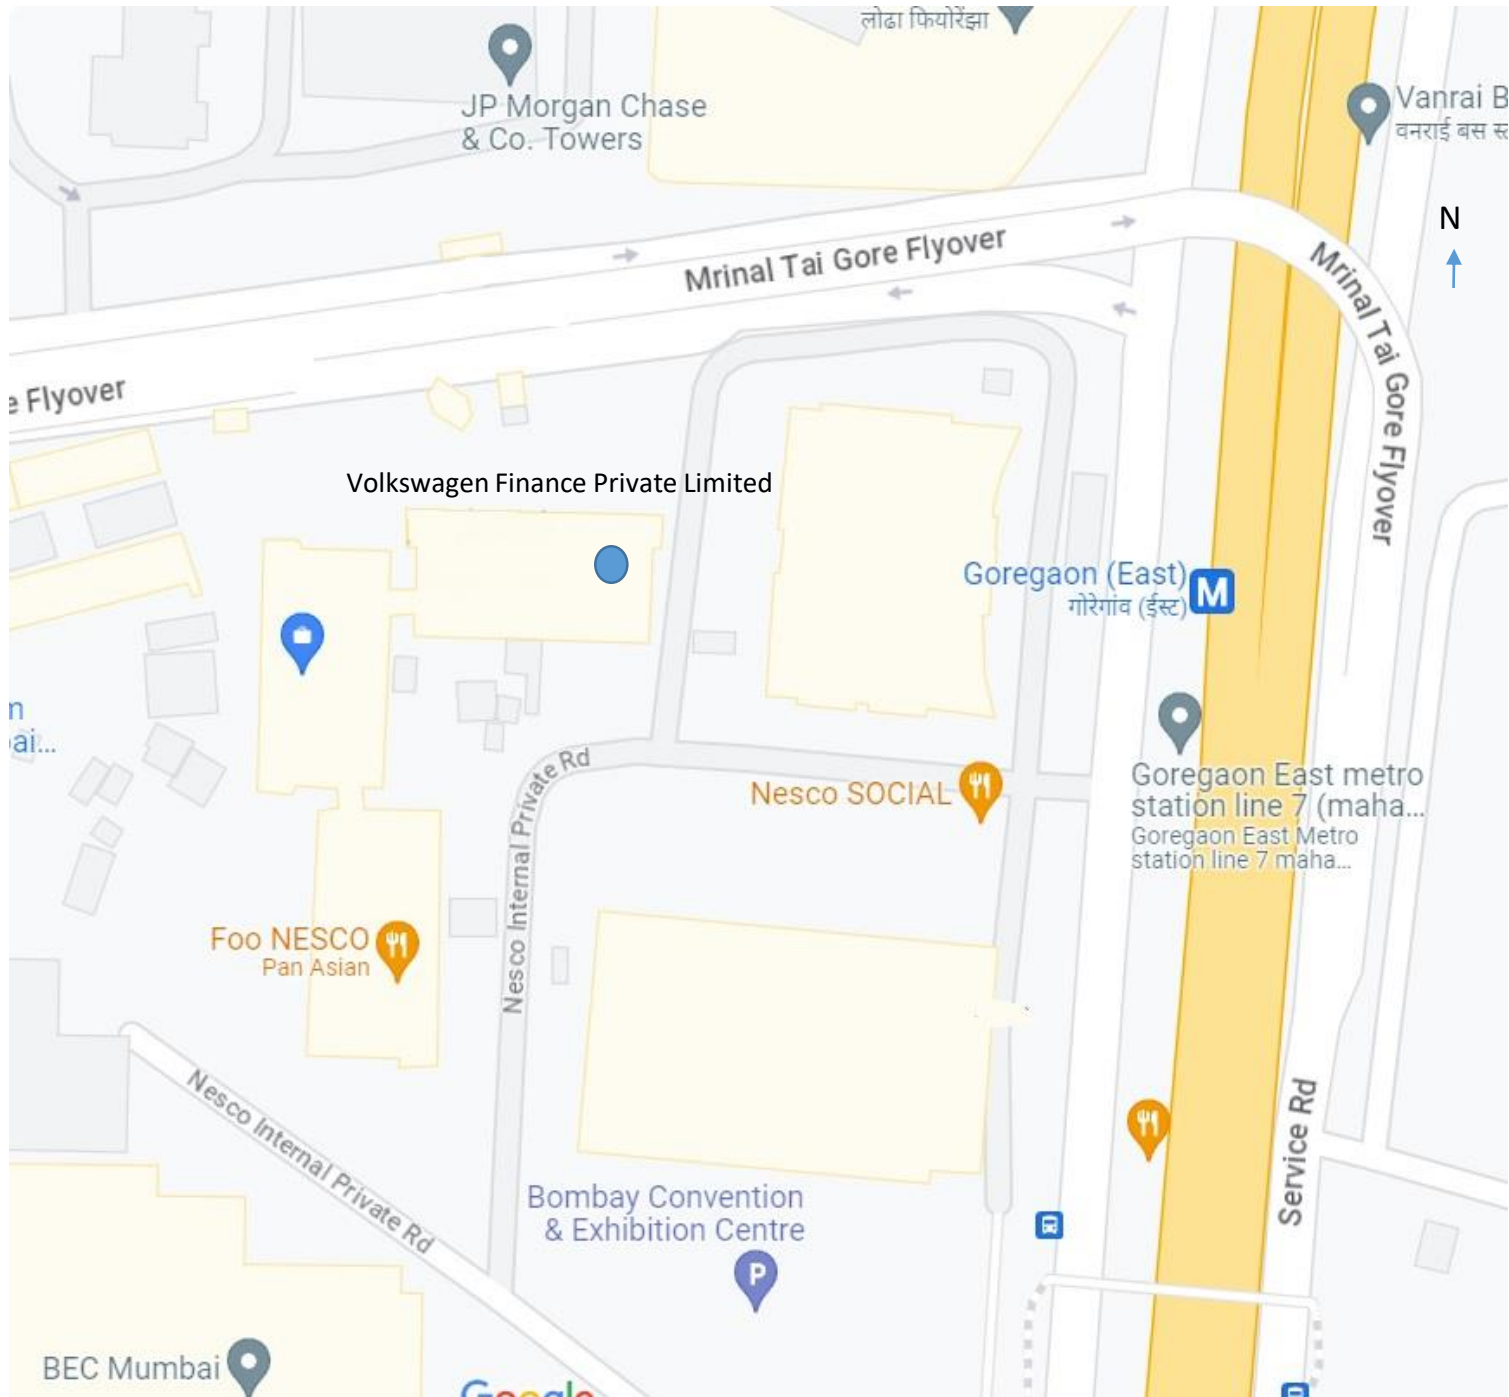 लोढा फियोरेंझा
JP Morgan Chase
& Co. Towers
Vanrai B
वनराई बस
N
Mrinal Tai Gore Flyover
Mrinal Tai Gore Flyover
e Flyover
Volkswagen Finance Private Limited
Goregaon (East)
गोरेगांव (ईस्ट)
M
m
ai...
Nesco Internal Private Rd
Nesco SOCIAL
Goregaon East metro
station line 7 (maha...
Goregaon East Metro
station line 7 maha...
Foo NESCO
Pan Asian
Nesco Internal Private Rd
Service Rd
Bombay Convention
& Exhibition Centre
P
BEC Mumbai
Google